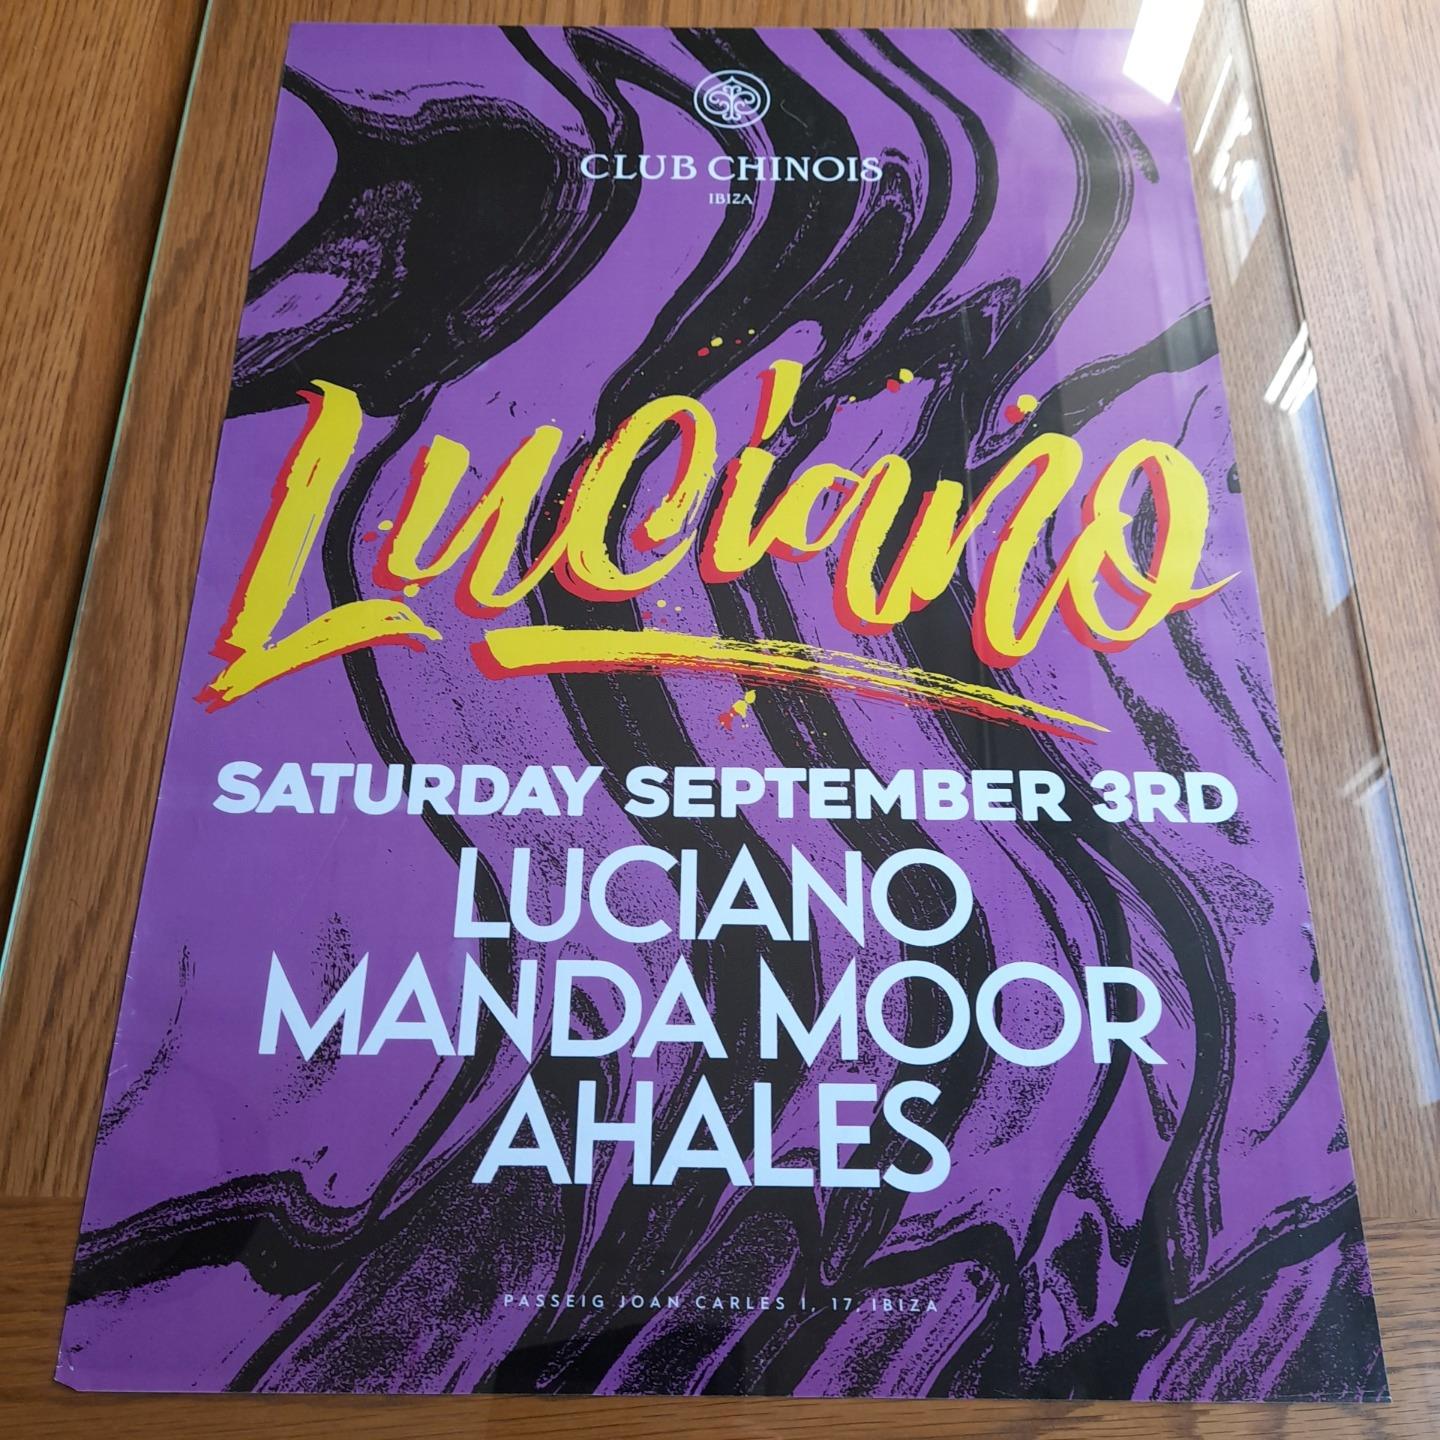 CLUB CHINOIS
IBIZA
Luciano
SATURDAY SEPTEMBER 3RD
LUCIANO
MANDA MOOR
AHALES
PASSEIG JOAN CARLES I, 17, IBIZA